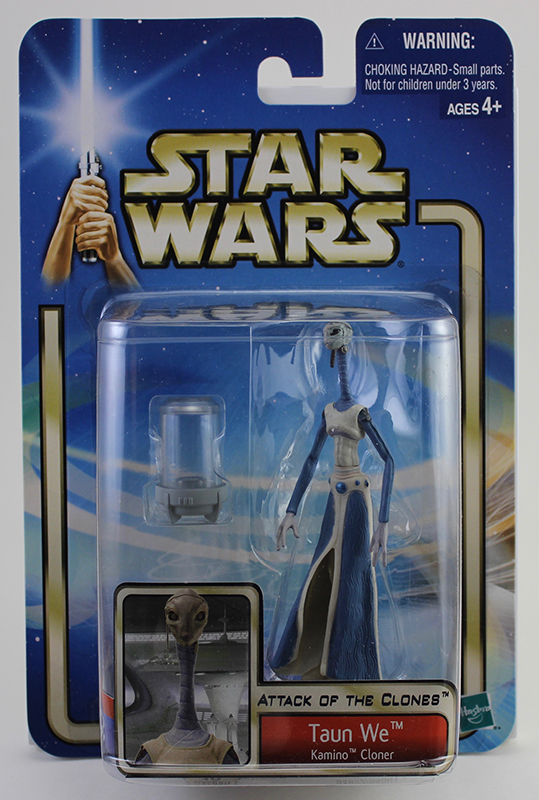 WARNING:
CHOKING HAZARD-Small parts.
Not for children under 3 years.
AGES 4+
STAR
WARS®
ATTACK OF THE CLONES™
Taun We™
Kamino™ Cloner
Hasbro ®